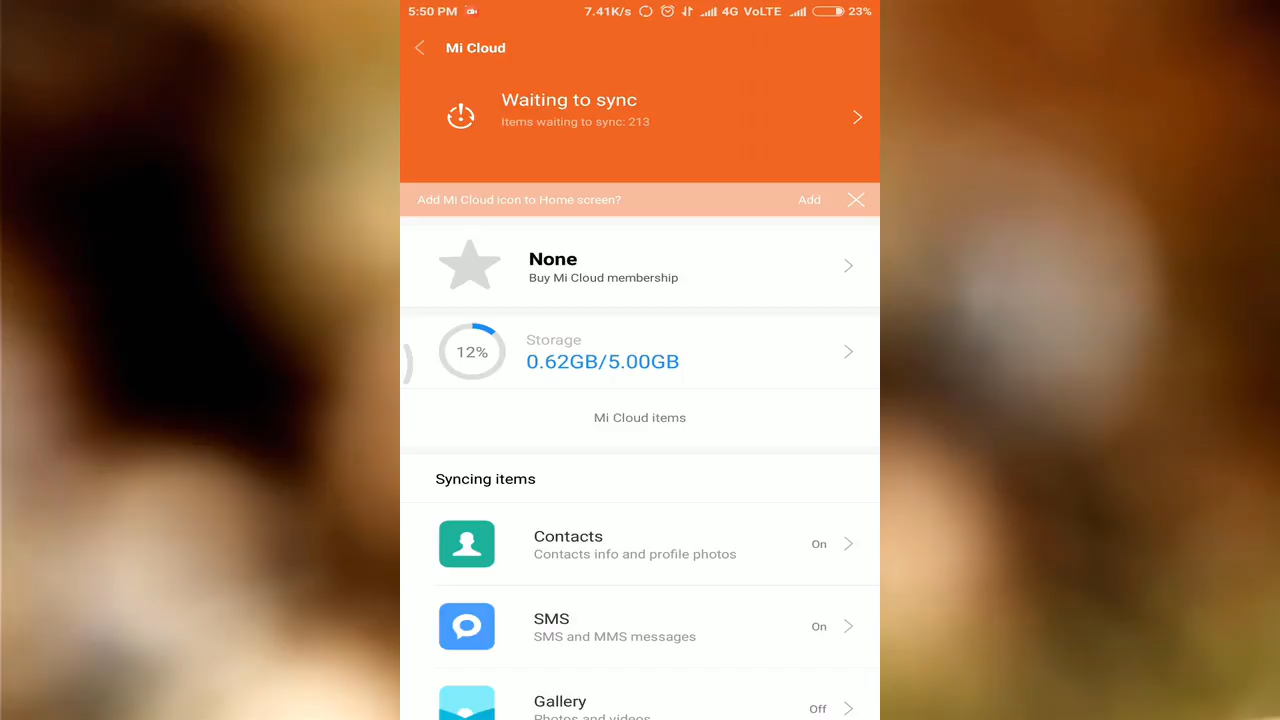 5:50 PM 7.41K/s 4G VoLTE 23%
Mi Cloud
Waiting to sync
Items waiting to sync: 213
Add Mi Cloud icon to Home screen? Add
None
Buy Mi Cloud membership
12%
Storage
0.62GB/5.00GB
Mi Cloud items
Syncing items
Contacts
Contacts info and profile photos
On
SMS
SMS and MMS messages
On
Gallery
Photos and videos
Off